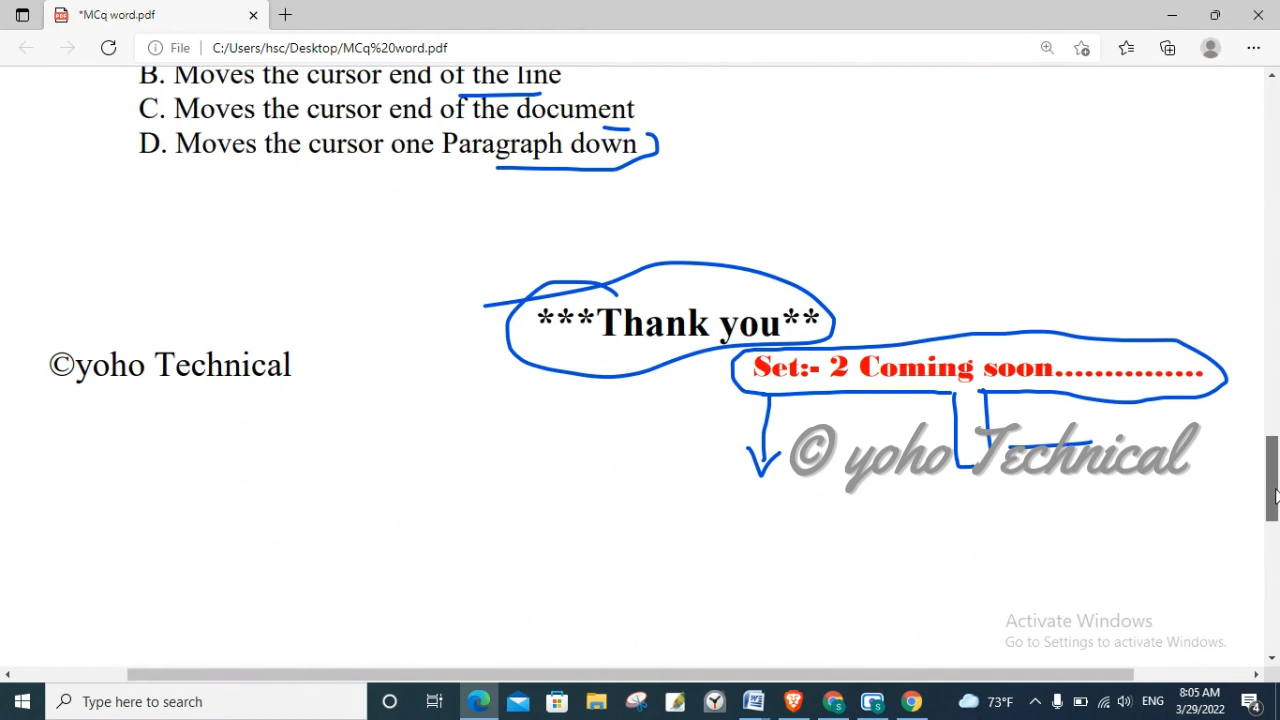 *MCq word.pdf
File
C:/Users/hsc/Desktop/MCq%20word.pdf
B. Moves the cursor end of the line
C. Moves the cursor end of the document
D. Moves the cursor one Paragraph down
***Thank you**
©yoho Technical
Set:- 2 Coming soon...............
© yoho Technical
Activate Windows
Go to Settings to activate Windows.
Type here to search
73°F
ENG
8:05 AM
3/29/2022
4